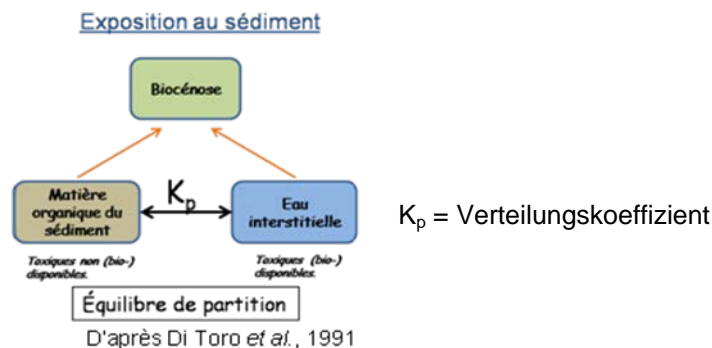 Exposition au sédiment
Biocénose
Matière
organique du
sédiment
Kp
Eau
interstitielle
Kp = Verteilungskoeffizient
Toxiques non (bio-)
disponibles.
Toxiques (bio-)
disponibles.
Équilibre de partition
D'après Di Toro et al., 1991